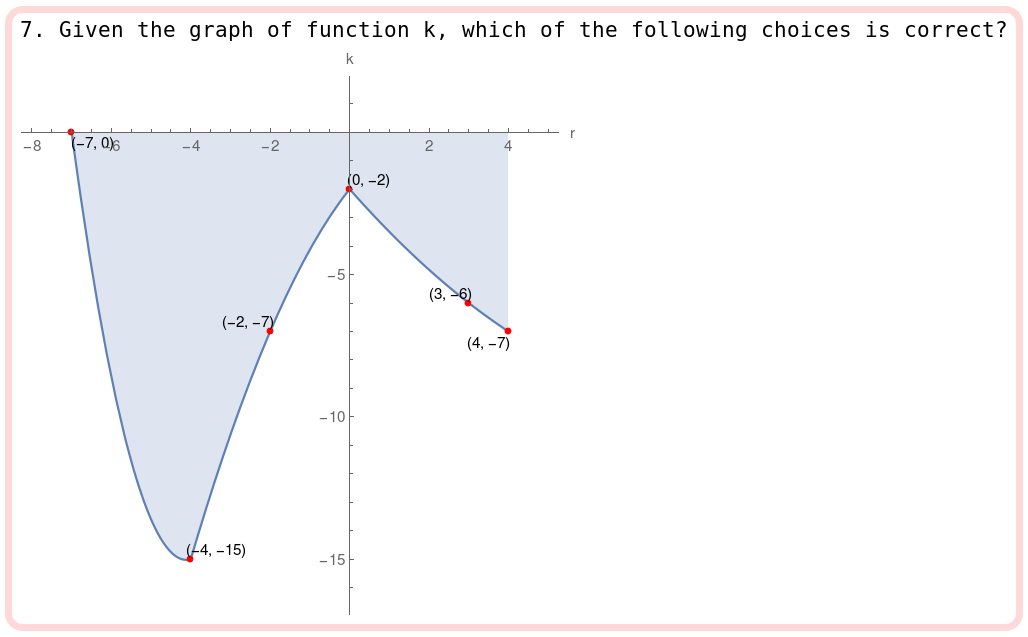 7. Given the graph of function k, which of the following choices is correct?
k
r
−8 −6 −4 −2 2 4
(−7, 0)
(0, −2)
−5
(3, −6)
(−2, −7)
(4, −7)
−10
(−4, −15)
−15